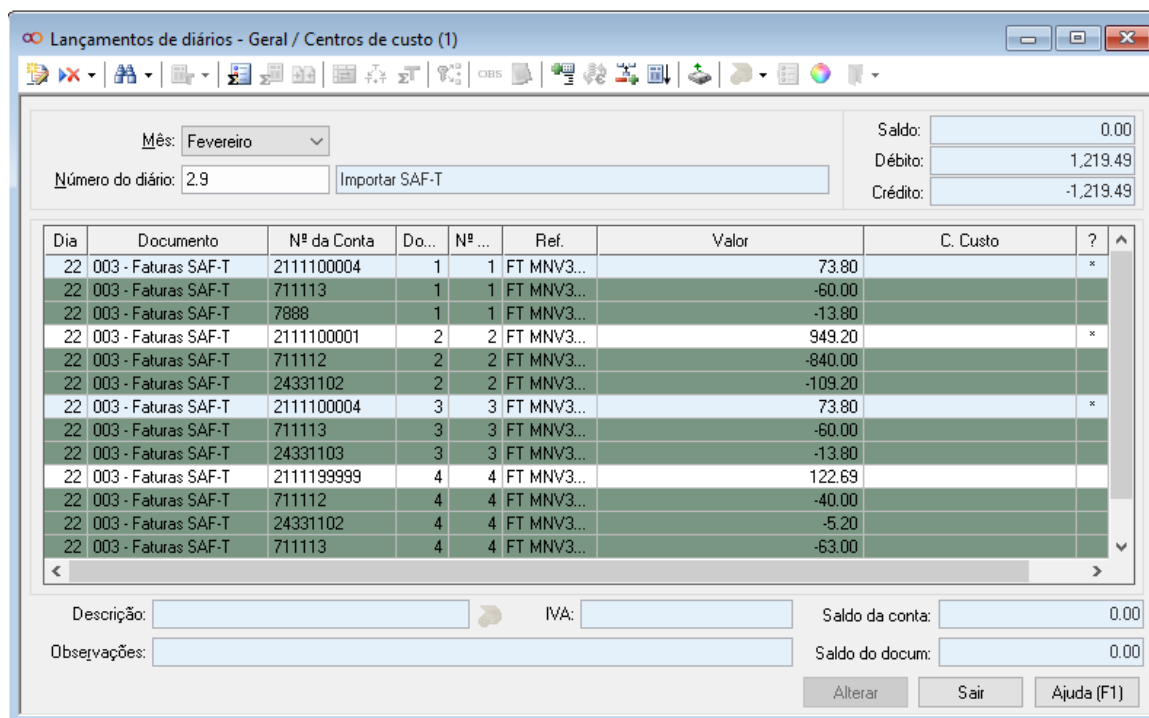 Lançamentos de diários - Geral / Centros de custo (1)
OBS
Mês: Fevereiro
Número do diário: 2.9 Importar SAF-T
Saldo: 0.00
Débito: 1,219.49
Crédito: -1,219.49
Dia Documento Nº da Conta Do... Nº ... Ref. Valor C. Custo ?
22 003 - Faturas SAF-T 2111100004 1 1 FT MNV3... 73.80 *
22 003 - Faturas SAF-T 711113 1 1 FT MNV3... -60.00
22 003 - Faturas SAF-T 7888 1 1 FT MNV3... -13.80
22 003 - Faturas SAF-T 2111100001 2 2 FT MNV3... 949.20 *
22 003 - Faturas SAF-T 711112 2 2 FT MNV3... -840.00
22 003 - Faturas SAF-T 24331102 2 2 FT MNV3... -109.20
22 003 - Faturas SAF-T 2111100004 3 3 FT MNV3... 73.80 *
22 003 - Faturas SAF-T 711113 3 3 FT MNV3... -60.00
22 003 - Faturas SAF-T 24331103 3 3 FT MNV3... -13.80
22 003 - Faturas SAF-T 2111199999 4 4 FT MNV3... 122.69
22 003 - Faturas SAF-T 711112 4 4 FT MNV3... -40.00
22 003 - Faturas SAF-T 24331102 4 4 FT MNV3... -5.20
22 003 - Faturas SAF-T 711113 4 4 FT MNV3... -63.00
Descrição: IVA: Saldo da conta: 0.00
Observações: Saldo do docum: 0.00
Alterar Sair Ajuda (F1)